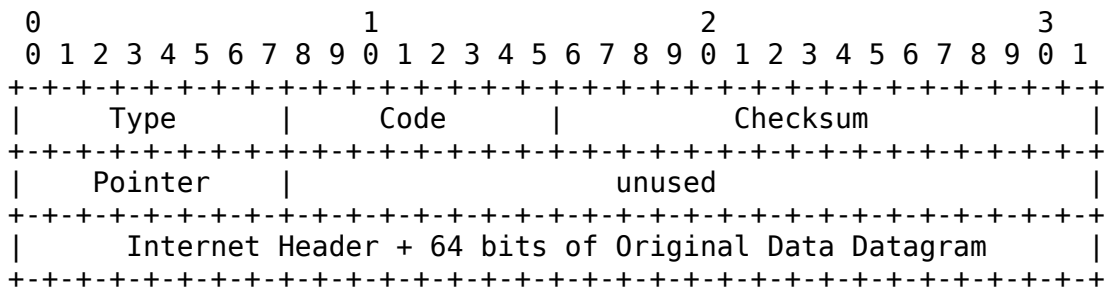 0                   1                   2                   3
 0 1 2 3 4 5 6 7 8 9 0 1 2 3 4 5 6 7 8 9 0 1 2 3 4 5 6 7 8 9 0 1
+-+-+-+-+-+-+-+-+-+-+-+-+-+-+-+-+-+-+-+-+-+-+-+-+-+-+-+-+-+-+-+-+
|     Type      |     Code      |          Checksum             |
+-+-+-+-+-+-+-+-+-+-+-+-+-+-+-+-+-+-+-+-+-+-+-+-+-+-+-+-+-+-+-+-+
|    Pointer    |                   unused                      |
+-+-+-+-+-+-+-+-+-+-+-+-+-+-+-+-+-+-+-+-+-+-+-+-+-+-+-+-+-+-+-+-+
|      Internet Header + 64 bits of Original Data Datagram      |
+-+-+-+-+-+-+-+-+-+-+-+-+-+-+-+-+-+-+-+-+-+-+-+-+-+-+-+-+-+-+-+-+